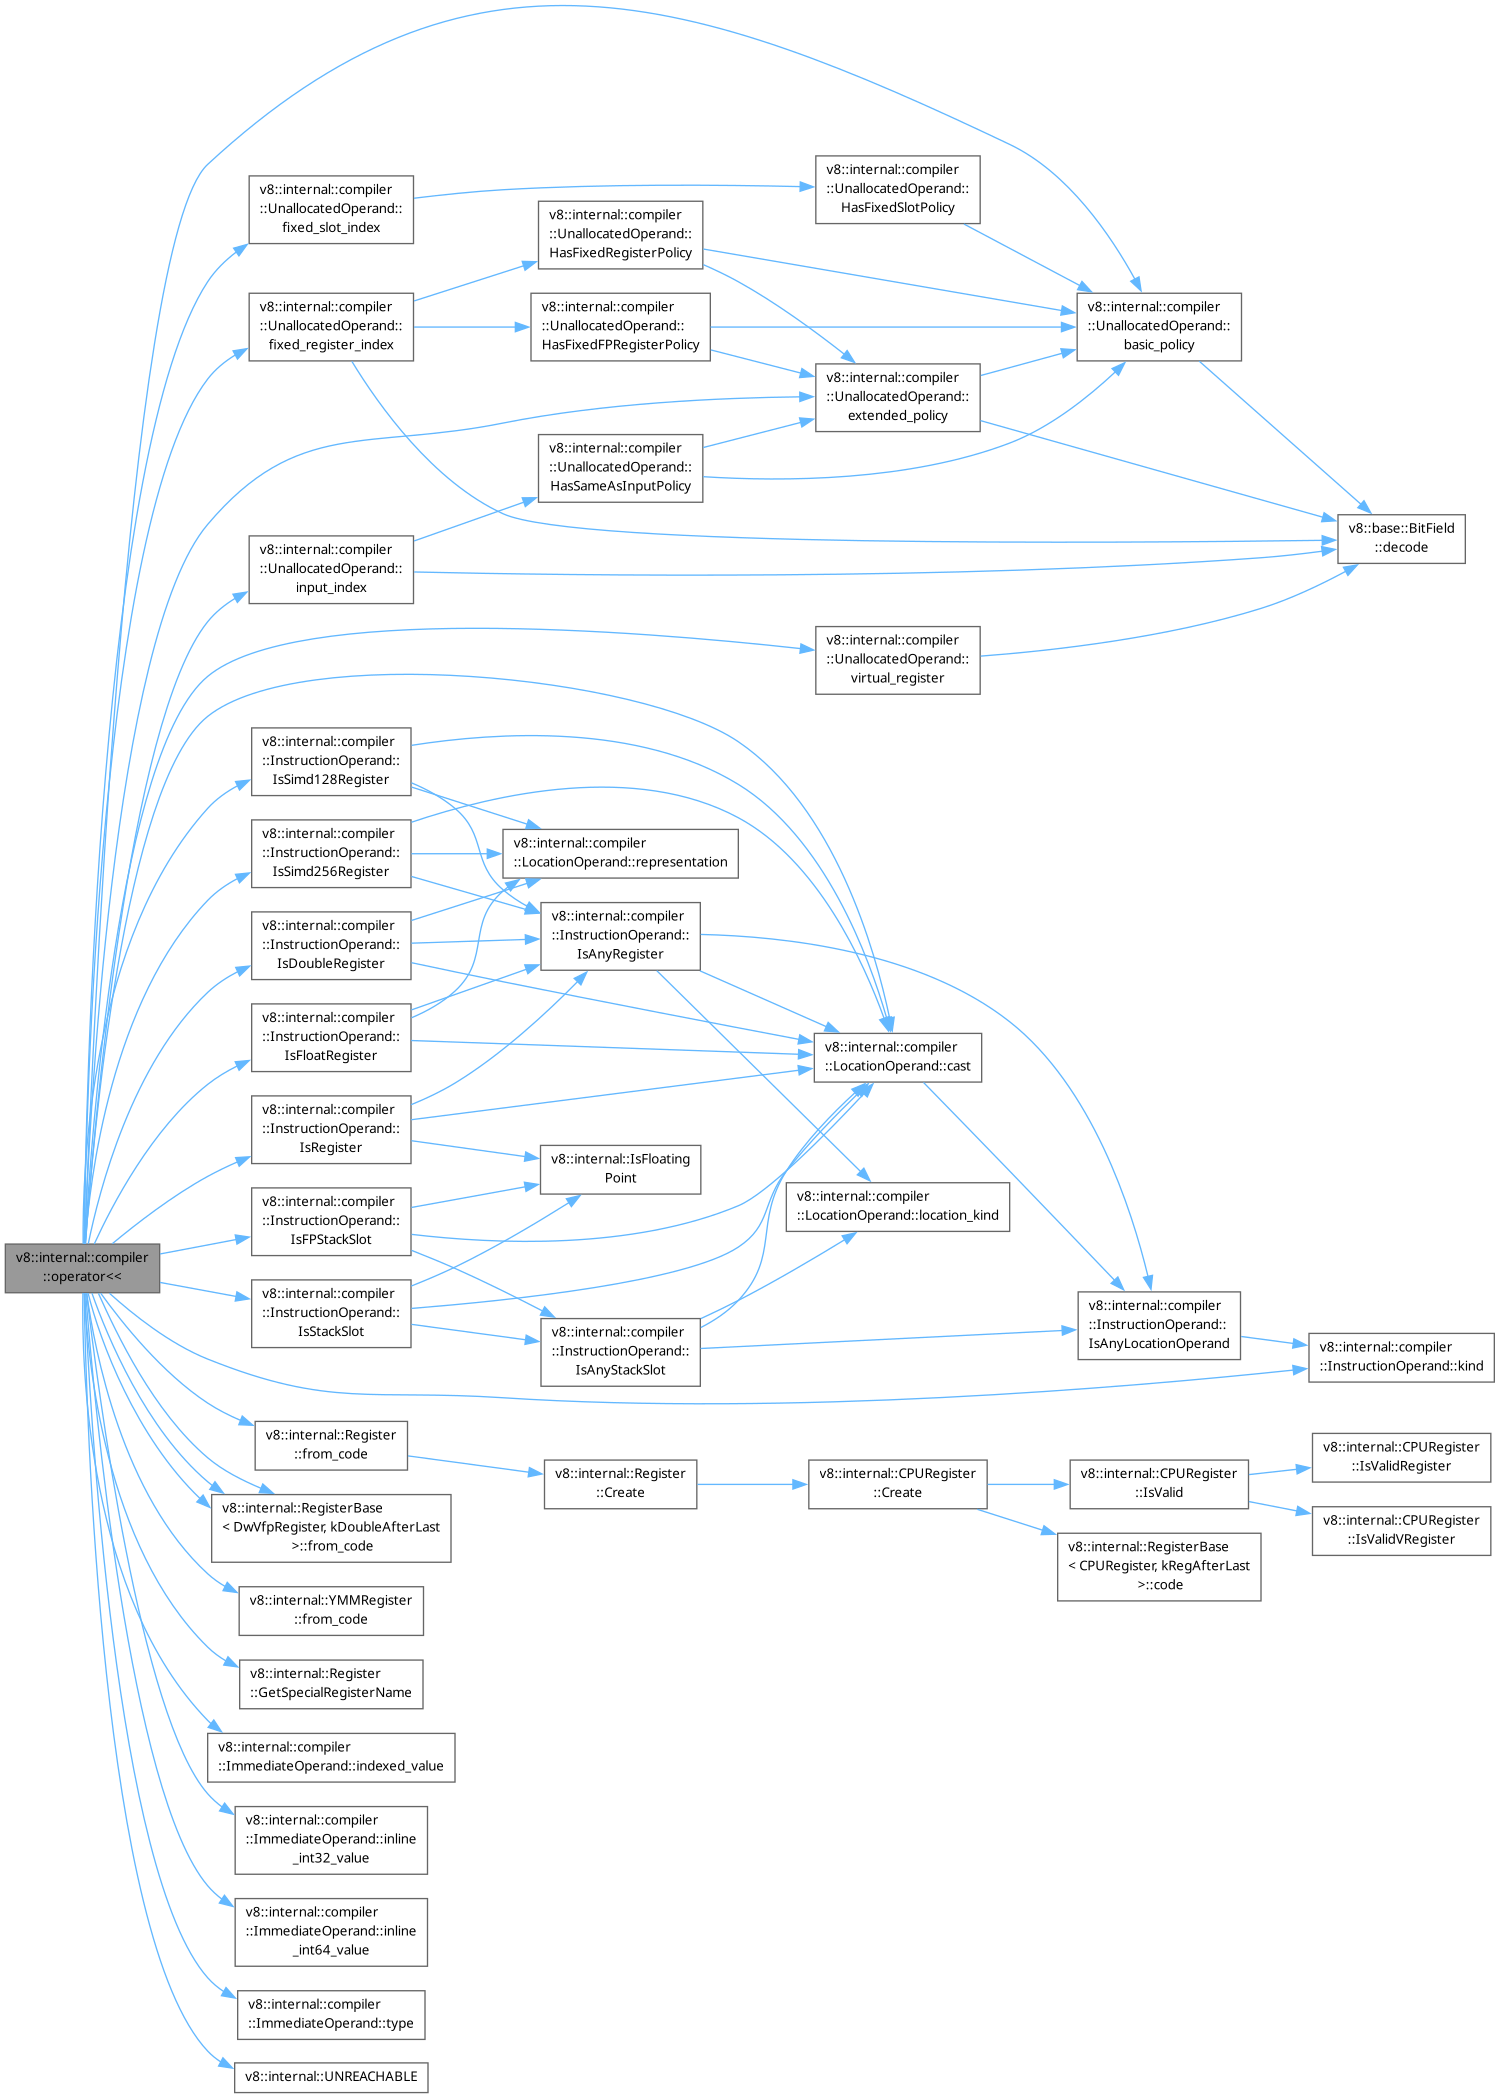 v8::internal::compiler
::UnallocatedOperand::
HasFixedSlotPolicy
v8::internal::compiler
::UnallocatedOperand::
fixed_slot_index
v8::internal::compiler
::UnallocatedOperand::
HasFixedRegisterPolicy
v8::internal::compiler
::UnallocatedOperand::
fixed_register_index
v8::internal::compiler
::UnallocatedOperand::
HasFixedFPRegisterPolicy
v8::internal::compiler
::UnallocatedOperand::
basic_policy
v8::internal::compiler
::UnallocatedOperand::
extended_policy
v8::internal::compiler
::UnallocatedOperand::
HasSameAsInputPolicy
v8::base::BitField
::decode
v8::internal::compiler
::UnallocatedOperand::
input_index
v8::internal::compiler
::UnallocatedOperand::
virtual_register
v8::internal::compiler
::InstructionOperand::
IsSimd128Register
v8::internal::compiler
::InstructionOperand::
IsSimd256Register
v8::internal::compiler
::LocationOperand::representation
v8::internal::compiler
::InstructionOperand::
IsDoubleRegister
v8::internal::compiler
::InstructionOperand::
IsAnyRegister
v8::internal::compiler
::InstructionOperand::
IsFloatRegister
v8::internal::compiler
::LocationOperand::cast
v8::internal::compiler
::InstructionOperand::
IsRegister
v8::internal::IsFloating
Point
v8::internal::compiler
::LocationOperand::location_kind
v8::internal::compiler
::InstructionOperand::
IsFPStackSlot
v8::internal::compiler
::operator<<
v8::internal::compiler
::InstructionOperand::
IsStackSlot
v8::internal::compiler
::InstructionOperand::
IsAnyStackSlot
v8::internal::compiler
::InstructionOperand::
IsAnyLocationOperand
v8::internal::compiler
::InstructionOperand::kind
v8::internal::Register
::from_code
v8::internal::Register
::Create
v8::internal::CPURegister
::Create
v8::internal::CPURegister
::IsValid
v8::internal::CPURegister
::IsValidRegister
v8::internal::CPURegister
::IsValidVRegister
v8::internal::RegisterBase
< DwVfpRegister, kDoubleAfterLast
>::from_code
v8::internal::RegisterBase
< CPURegister, kRegAfterLast
>::code
v8::internal::YMMRegister
::from_code
v8::internal::Register
::GetSpecialRegisterName
v8::internal::compiler
::ImmediateOperand::indexed_value
v8::internal::compiler
::ImmediateOperand::inline
_int32_value
v8::internal::compiler
::ImmediateOperand::inline
_int64_value
v8::internal::compiler
::ImmediateOperand::type
v8::internal::UNREACHABLE